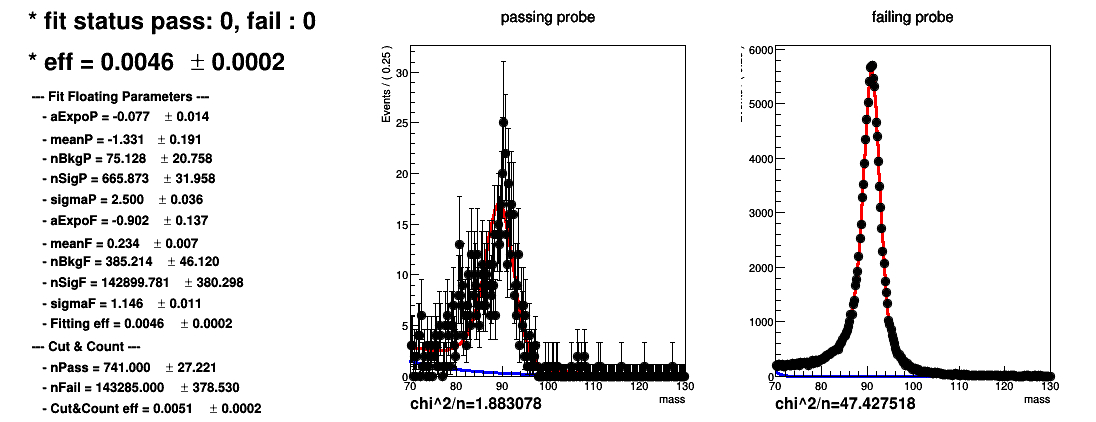 * fit status pass: 0, fail : 0
* eff = 0.0046 ± 0.0002
--- Fit Floating Parameters ---
- aExpoP = -0.077 ± 0.014
- meanP = -1.331 ± 0.191
- nBkgP = 75.128 ± 20.758
- nSigP = 665.873 ± 31.958
- sigmaP = 2.500 ± 0.036
- aExpoF = -0.902 ± 0.137
- meanF = 0.234 ± 0.007
- nBkgF = 385.214 ± 46.120
- nSigF = 142899.781 ± 380.298
- sigmaF = 1.146 ± 0.011
- Fitting eff = 0.0046 ± 0.0002
--- Cut & Count ---
- nPass = 741.000 ± 27.221
- nFail = 143285.000 ± 378.530
- Cut&Count eff = 0.0051 ± 0.0002
passing probe
Events / ( 0.25 )
30
25
20
15
10
5
0
70 80 90 100 110 120 130
mass
chi^2/n=1.883078
failing probe
6000
5000
4000
3000
2000
1000
0
70 80 90 100 110 120 130
mass
chi^2/n=47.427518